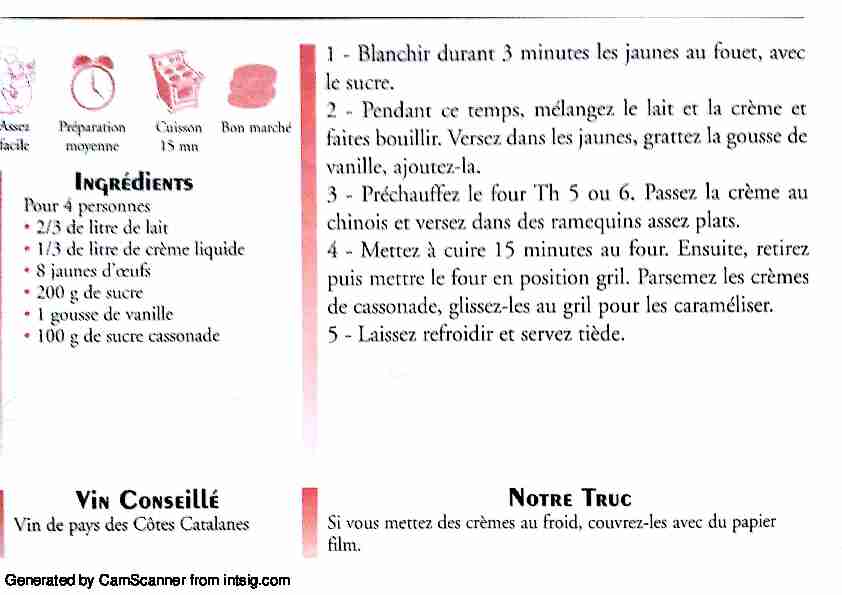 Assez
facile
Préparation
moyenne
Cuisson
15 mn
Bon marché
Ingrédients
Pour 4 personnes
• 2/3 de litre de lait
• 1/3 de litre de crème liquide
• 8 jaunes d'œufs
• 200 g de sucre
• 1 gousse de vanille
• 100 g de sucre cassonade
1 - Blanchir durant 3 minutes les jaunes au fouet, avec
le sucre.
2 - Pendant ce temps, mélangez le lait et la crème et
faites bouillir. Versez dans les jaunes, grattez la gousse de
vanille, ajoutez-la.
3 - Préchauffez le four Th 5 ou 6. Passez la crème au
chinois et versez dans des ramequins assez plats.
4 - Mettez à cuire 15 minutes au four. Ensuite, retirez
puis mettre le four en position gril. Parsemez les crèmes
de cassonade, glissez-les au gril pour les caraméliser.
5 - Laissez refroidir et servez tiède.
Vin Conseillé
Vin de pays des Côtes Catalanes
Notre Truc
Si vous mettez des crèmes au froid, couvrez-les avec du papier
film.
Generated by CamScanner from intsig.com